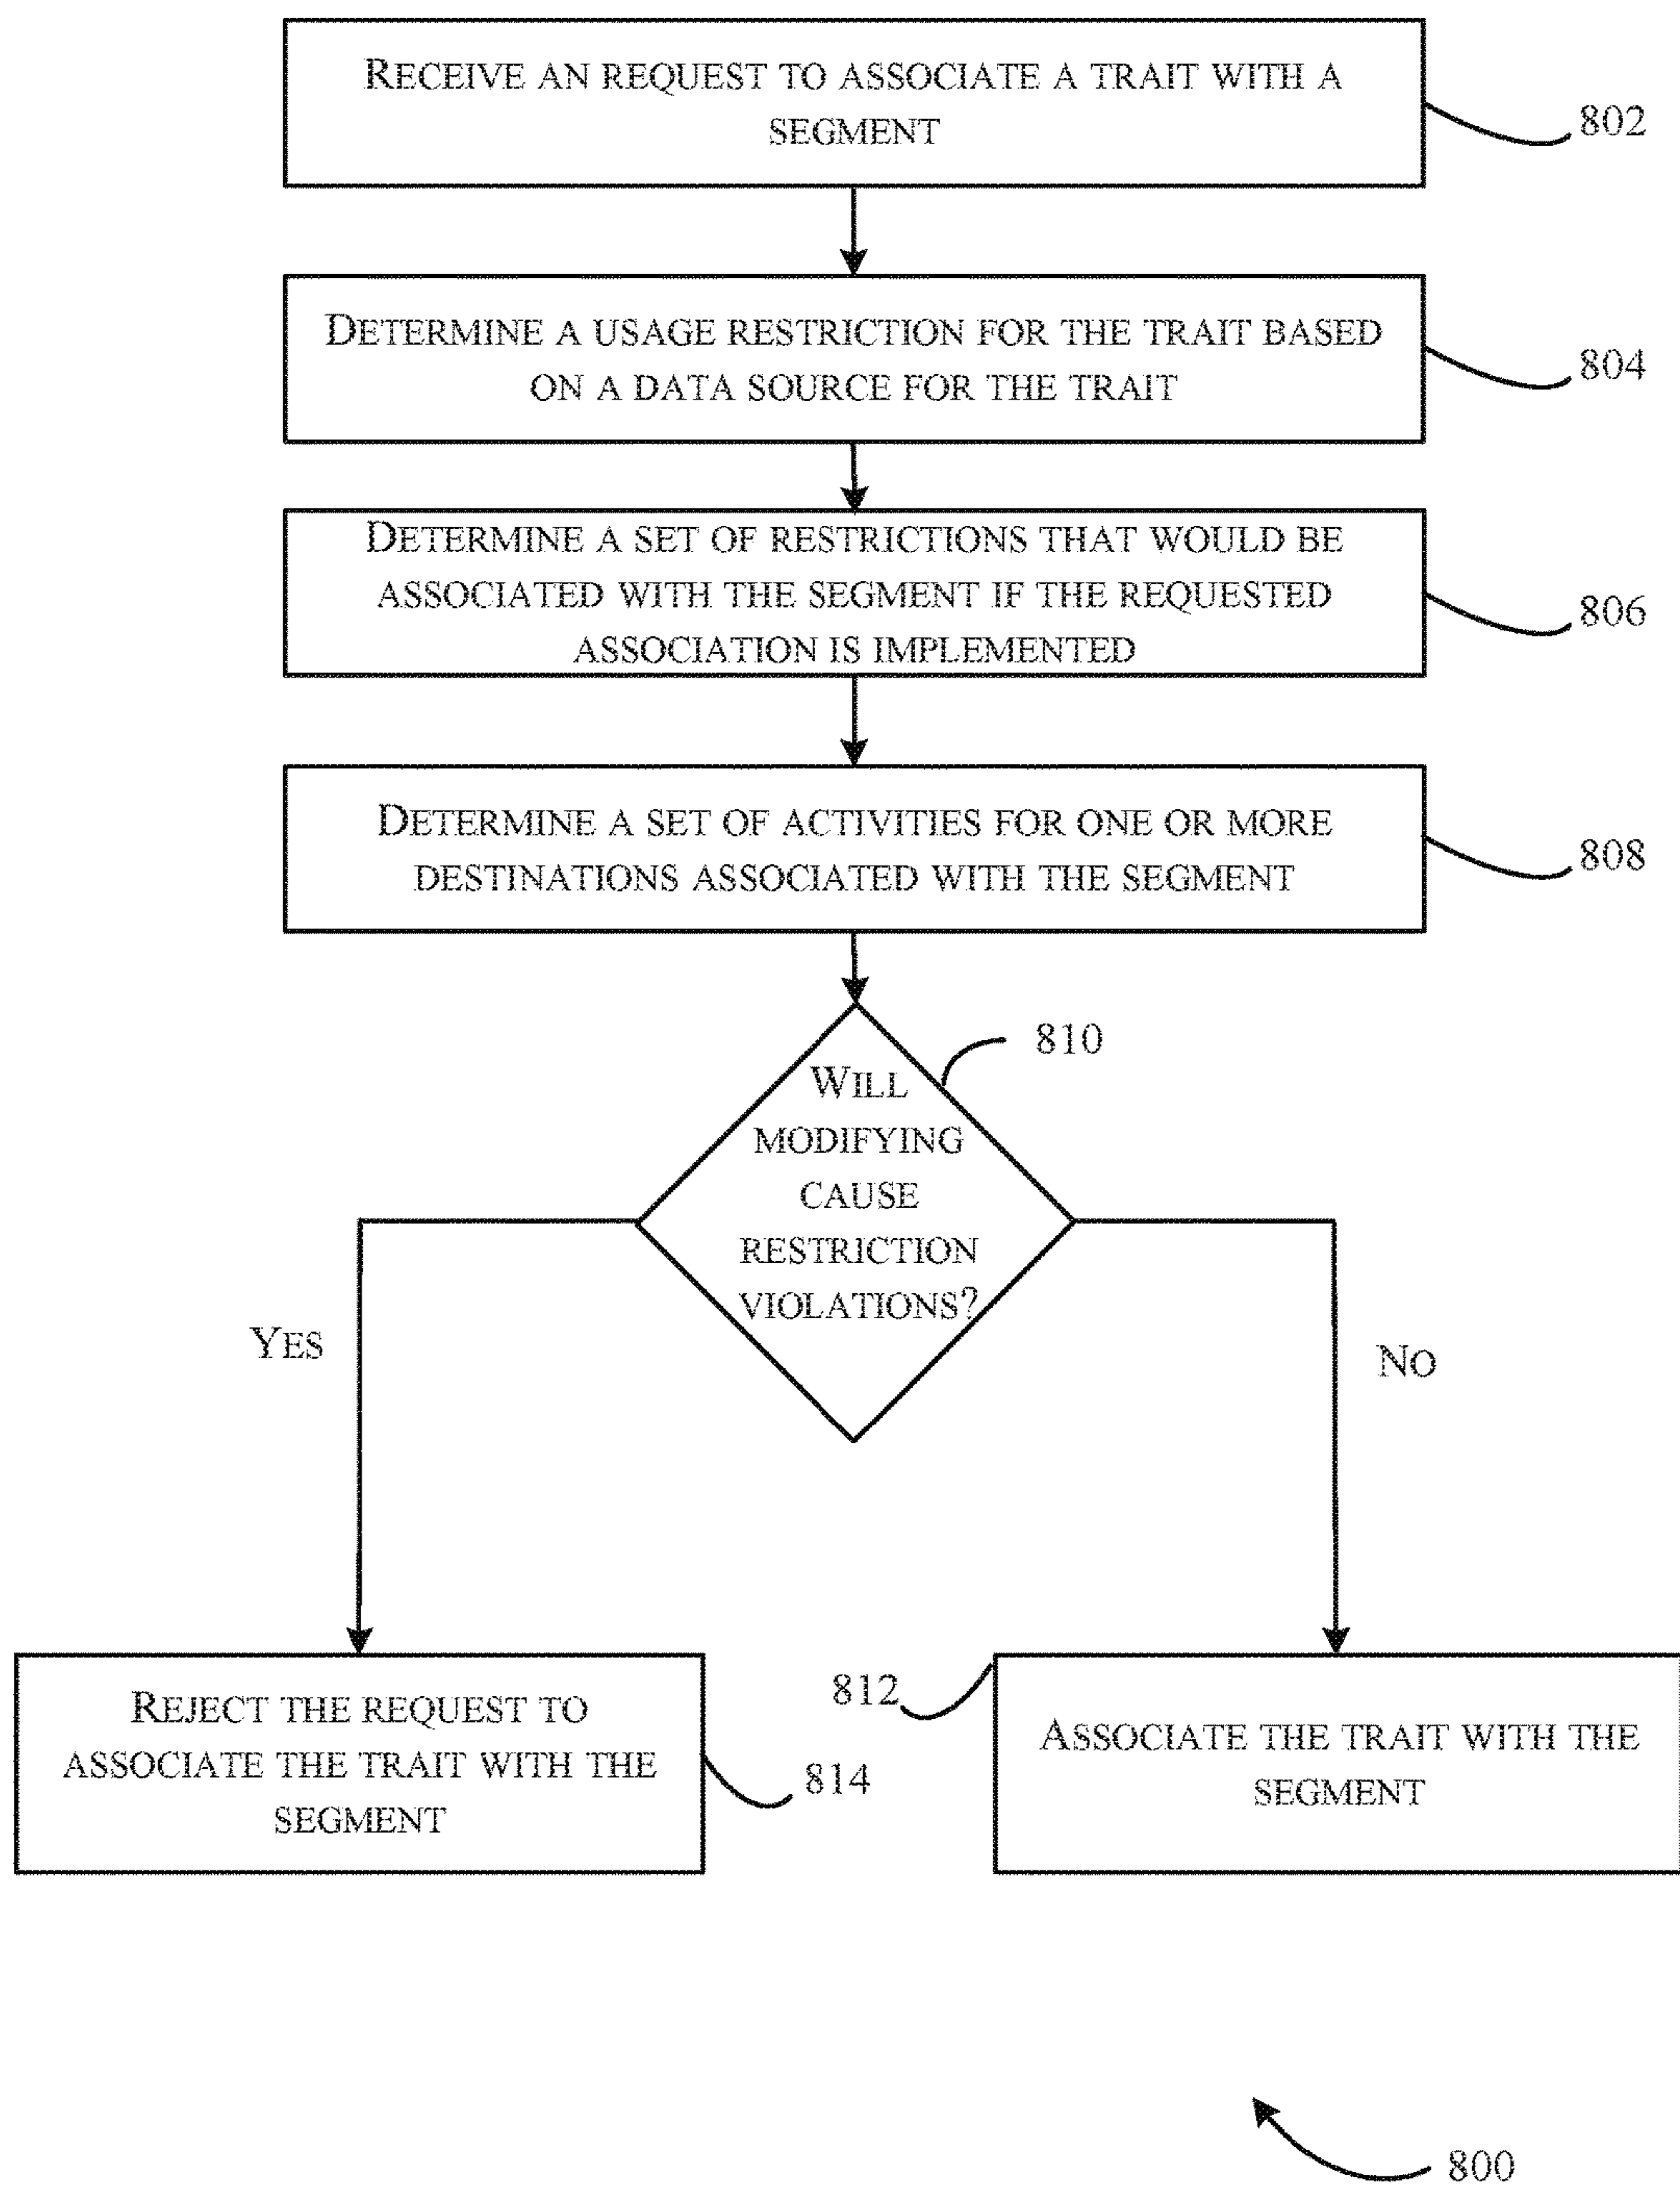 RECEIVE AN REQUEST TO ASSOCIATE A TRAIT WITH A
SEGMENT
802
DETERMINE A USAGE RESTRICTION FOR THE TRAIT BASED
ON A DATA SOURCE FOR THE TRAIT
804
DETERMINE A SET OF RESTRICTIONS THAT WOULD BE
ASSOCIATED WITH THE SEGMENT IF THE REQUESTED
ASSOCIATION IS IMPLEMENTED
806
DETERMINE A SET OF ACTIVITIES FOR ONE OR MORE
DESTINATIONS ASSOCIATED WITH THE SEGMENT
808
810
WILL
MODIFYING
CAUSE
RESTRICTION
VIOLATIONS?
YES
NO
REJECT THE REQUEST TO
ASSOCIATE THE TRAIT WITH THE
SEGMENT
814
812
ASSOCIATE THE TRAIT WITH THE
SEGMENT
800